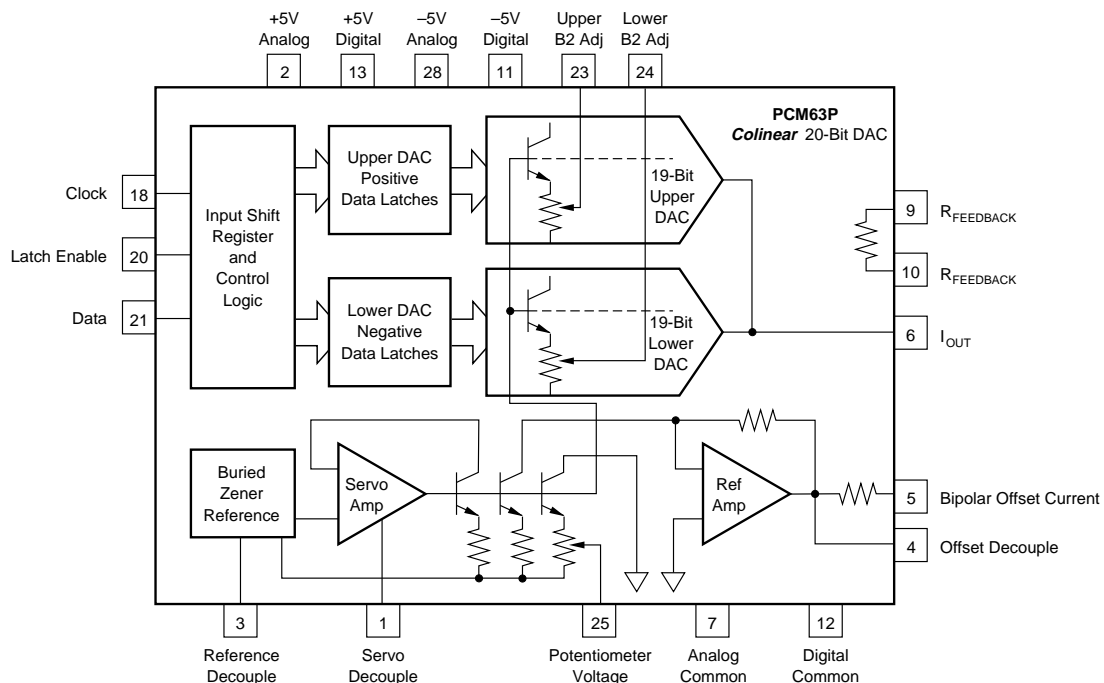 +5V
Analog
+5V
Digital
–5V
Analog
–5V
Digital
Upper
B2 Adj
Lower
B2 Adj
2
13
28
11
23
24
PCM63P
Colinear 20-Bit DAC
Clock
18
Latch Enable
20
Data
21
Input Shift
Register
and
Control
Logic
Upper DAC
Positive
Data Latches
19-Bit
Upper
DAC
Lower DAC
Negative
Data Latches
19-Bit
Lower
DAC
9
RFEEDBACK
10
RFEEDBACK
6
IOUT
Buried
Zener
Reference
Servo
Amp
Ref
Amp
5
Bipolar Offset Current
4
Offset Decouple
3
1
25
7
12
Reference
Decouple
Servo
Decouple
Potentiometer
Voltage
Analog
Common
Digital
Common